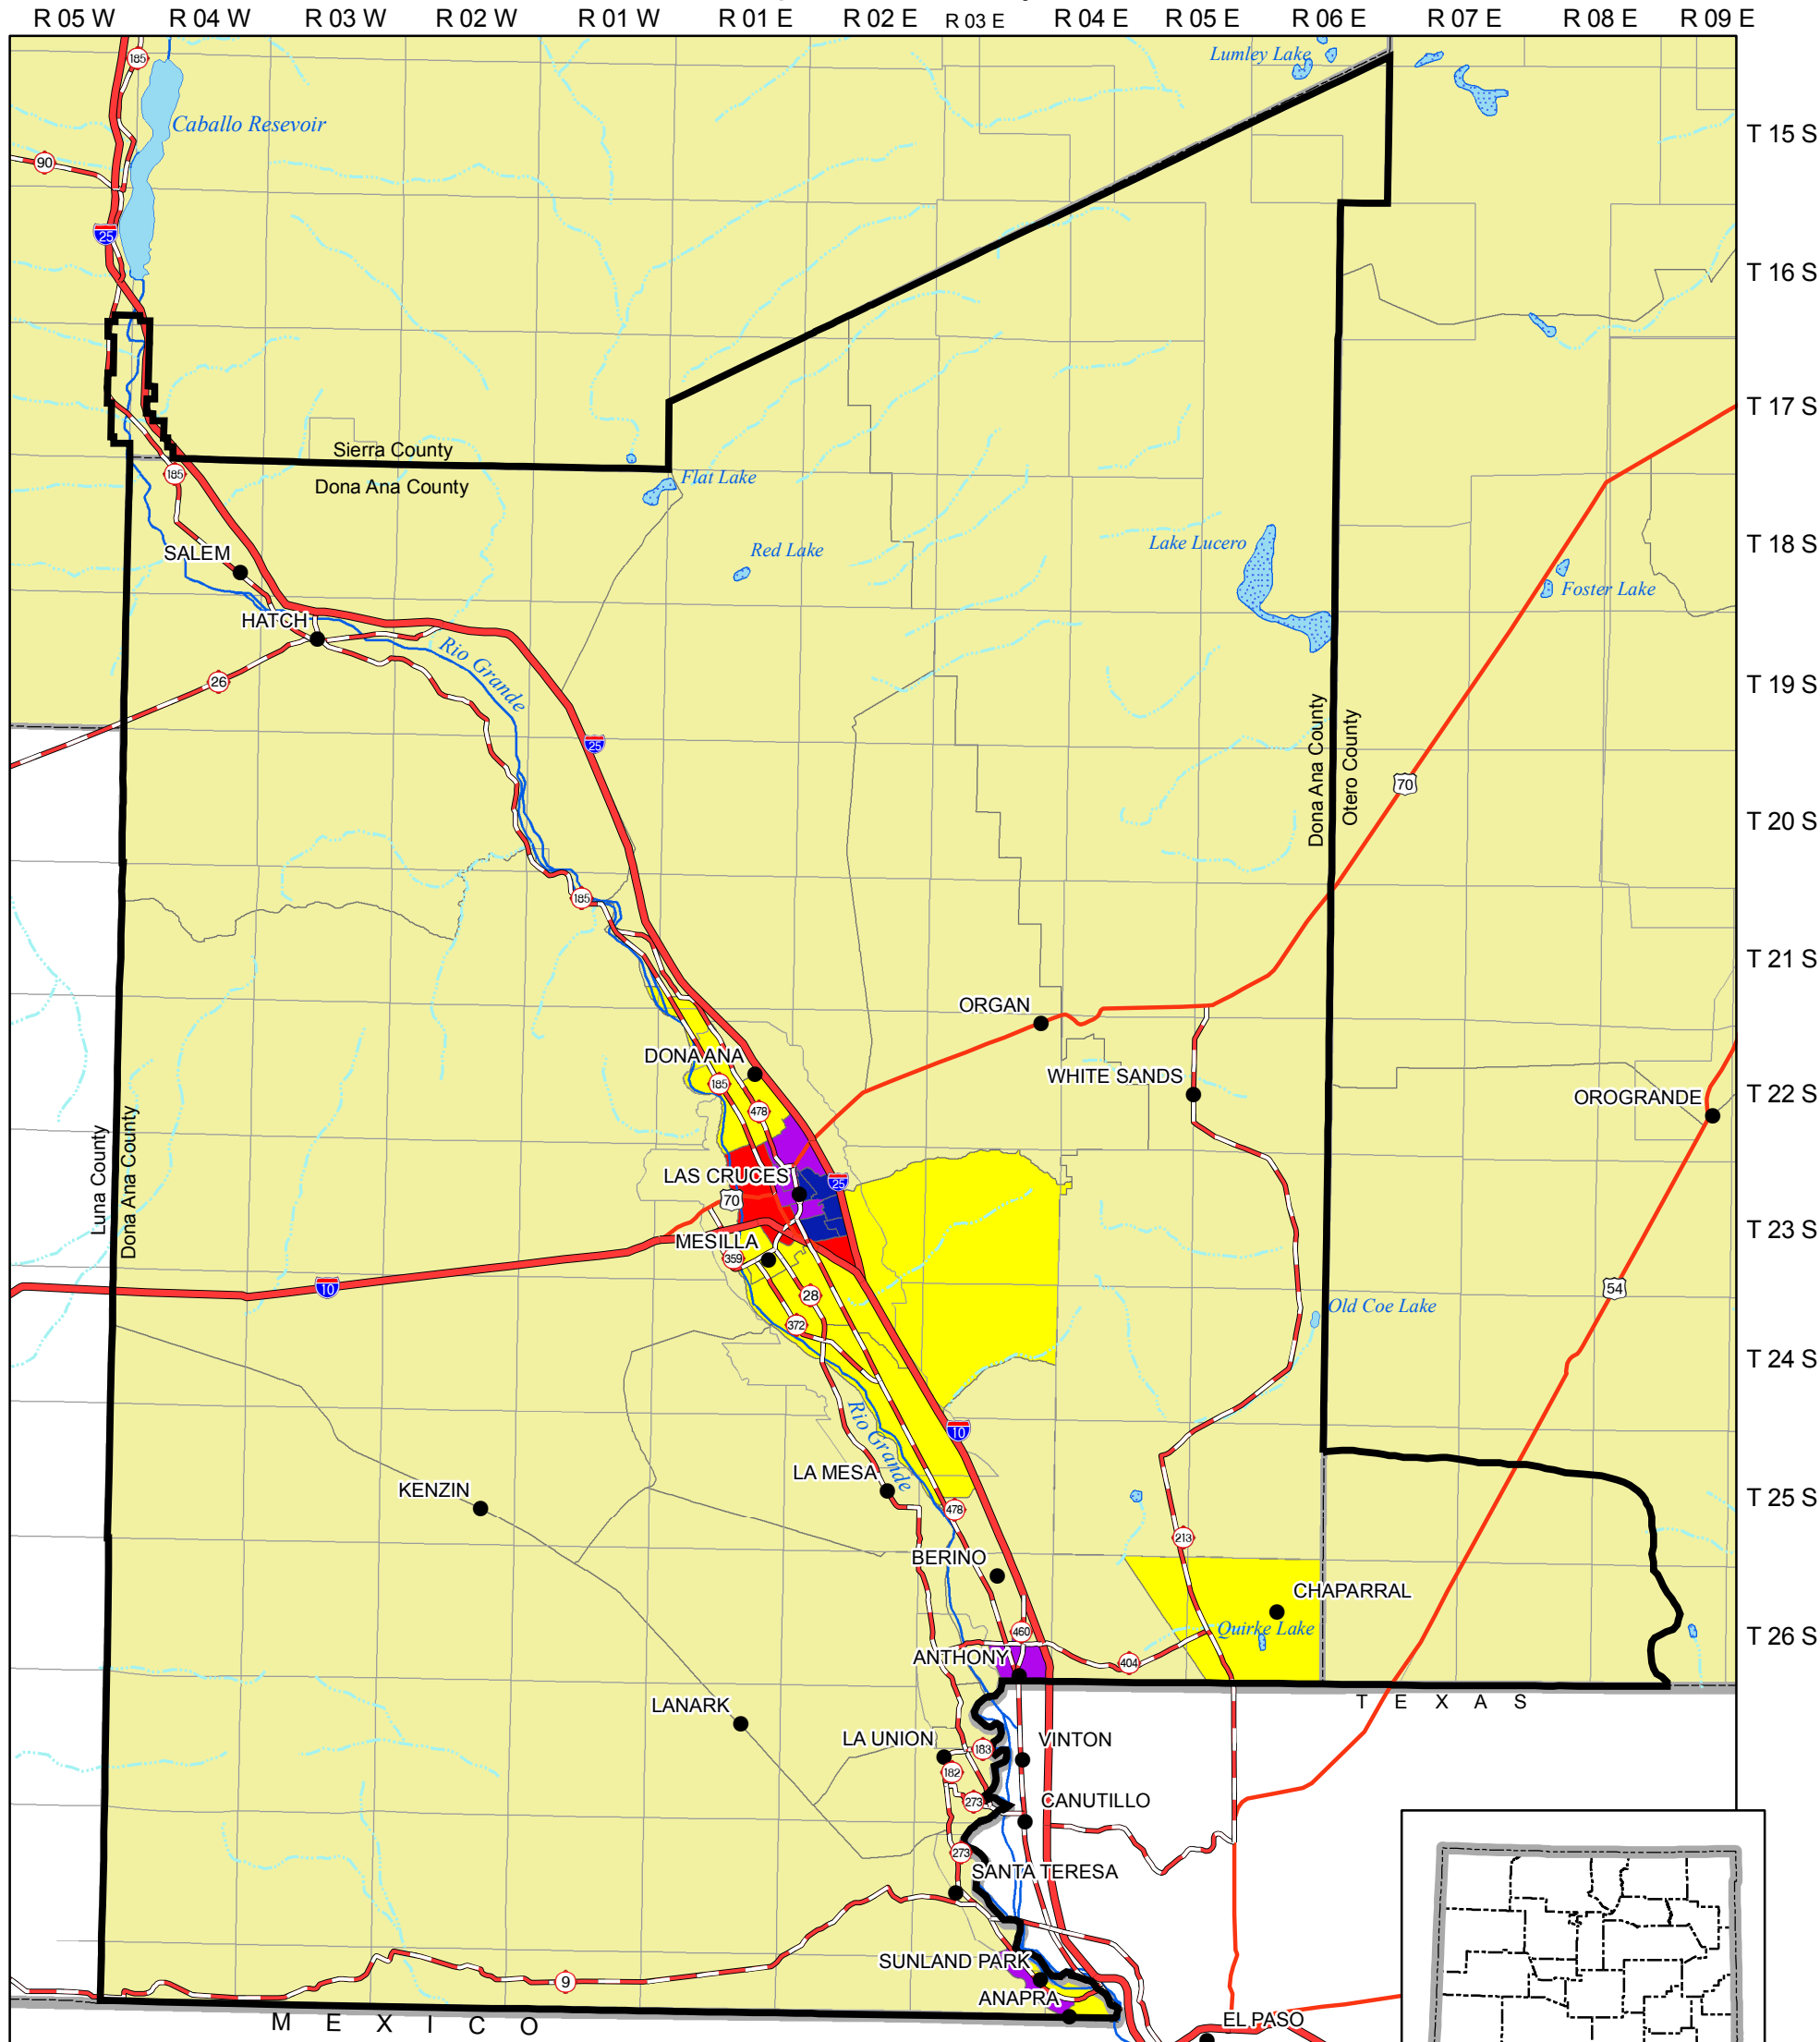 R 05 W R 04 W R 03 W R 02 W R 01 W R 01 E R 02 E R 03 E R 04 E R 05 E R 06 E R 07 E R 08 E R 09 E
Lumley Lake
185
Caballo Resevoir
T 15 S
90
25
T 16 S
T 17 S
Sierra County
Dona Ana County
185
Flat Lake
Red Lake
Lake Lucero
T 18 S
SALEM
Foster Lake
HATCH
Rio Grande
26
T 19 S
25
Dona Ana County
Otero County
70
T 20 S
185
T 21 S
ORGAN
DONA ANA
185
WHITE SANDS
T 22 S
OROGRANDE
478
Luna County
Dona Ana County
LAS CRUCES
25
70
T 23 S
MESILLA
359
10
28
54
Old Coe Lake
372
T 24 S
Rio Grande
10
LA MESA
KENZIN
T 25 S
478
213
BERINO
CHAPARRAL
Quirke Lake
460
T 26 S
ANTHONY
404
TEXAS
LANARK
LA UNION
183
VINTON
182
273
CANUTILLO
273
SANTA TERESA
SUNLAND PARK
9
ANAPRA
MEXICO
EL PASO